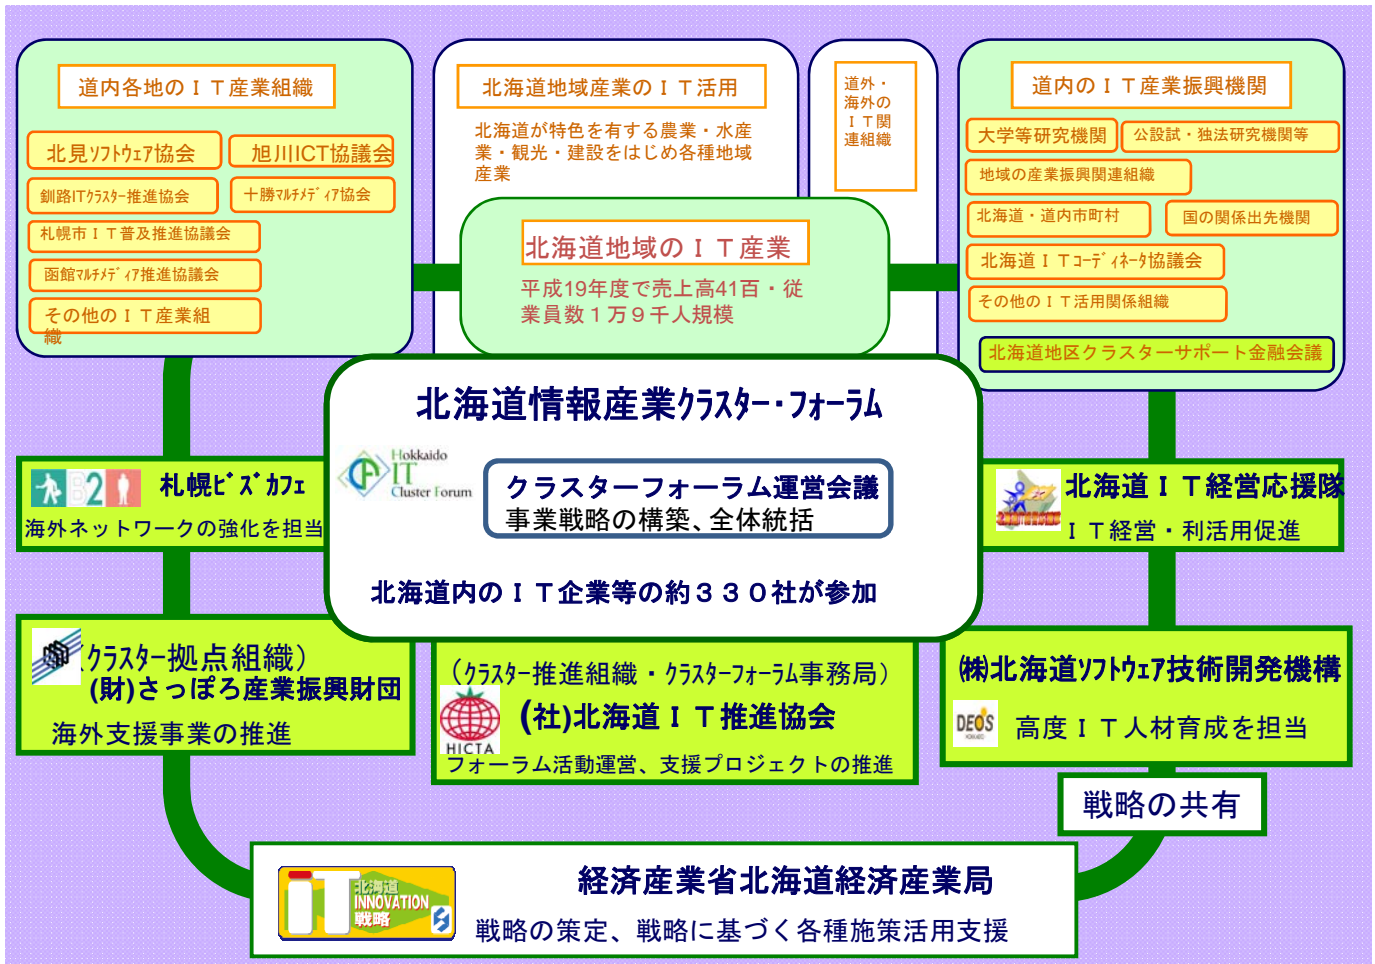 道内各地のＩＴ産業組織
北見ｿﾌﾄｳｪｱ協会
旭川ICT協議会
釧路ITｸﾗｽﾀｰ推進協会
十勝ﾏﾙﾁﾒﾃﾞｨｱ協会
札幌市ＩＴ普及推進協議会
函館ﾏﾙﾁﾒﾃﾞｨｱ推進協議会
その他のＩＴ産業組
織
北海道地域産業のＩＴ活用
北海道が特色を有する農業・水産
業・観光・建設をはじめ各種地域
産業
道外・
海外の
ＩＴ関
連組織
北海道地域のＩＴ産業
平成19年度で売上高41百・従
業員数１万９千人規模
道内のＩＴ産業振興機関
大学等研究機関
公設試・独法研究機関等
地域の産業振興関連組織
北海道・道内市町村
国の関係出先機関
北海道ＩＴｺｰﾃﾞｨﾈｰﾀ協議会
その他のＩＴ活用関係組織
北海道地区クラスターサポート金融会議
北海道情報産業ｸﾗｽﾀｰ・ﾌｫｰﾗﾑ
Hokkaido
IT
Cluster Forum
クラスターフォーラム運営会議
事業戦略の構築、全体統括
北海道内のＩＴ企業等の約３３０社が参加
B2
札幌ﾋﾞｽﾞｶﾌｪ
海外ネットワークの強化を担当
北海道ＩＴ経営応援隊
ＩＴ経営・利活用促進
（ｸﾗｽﾀｰ拠点組織）
(財)さっぽろ産業振興財団
海外支援事業の推進
（ｸﾗｽﾀｰ推進組織・ｸﾗｽﾀｰﾌｫｰﾗﾑ事務局）
(社)北海道ＩＴ推進協会
HICTA
フォーラム活動運営、支援プロジェクトの推進
㈱北海道ｿﾌﾄｳｪｱ技術開発機構
DEOS
高度ＩＴ人材育成を担当
戦略の共有
経済産業省北海道経済産業局
iT
北海道
INNOVATION
戦略
戦略の策定、戦略に基づく各種施策活用支援